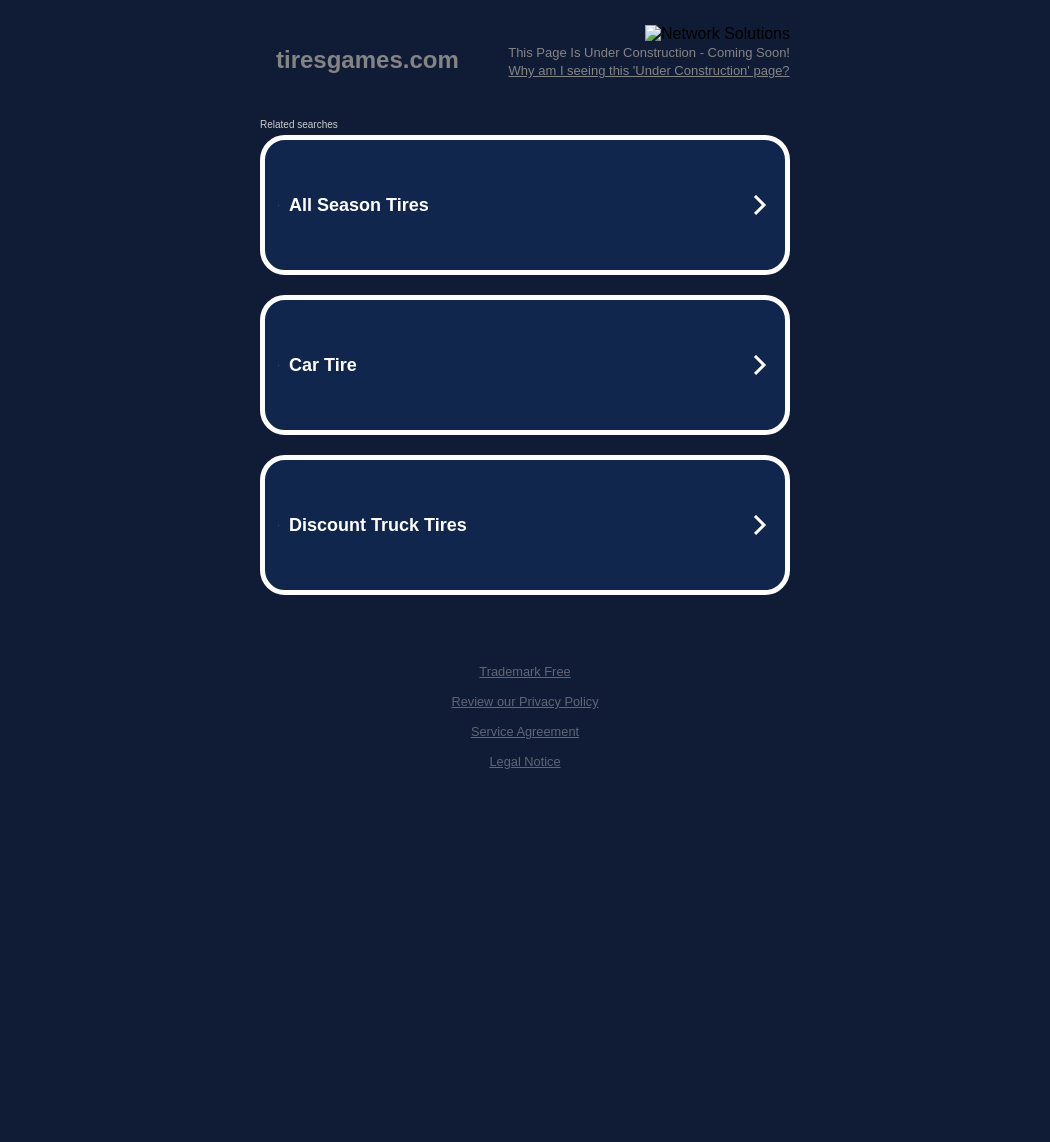 Network Solutions
tiresgames.com
This Page Is Under Construction - Coming Soon!
Why am I seeing this 'Under Construction' page?
Related searches
All Season Tires
Car Tire
Discount Truck Tires
Trademark Free
Review our Privacy Policy
Service Agreement
Legal Notice